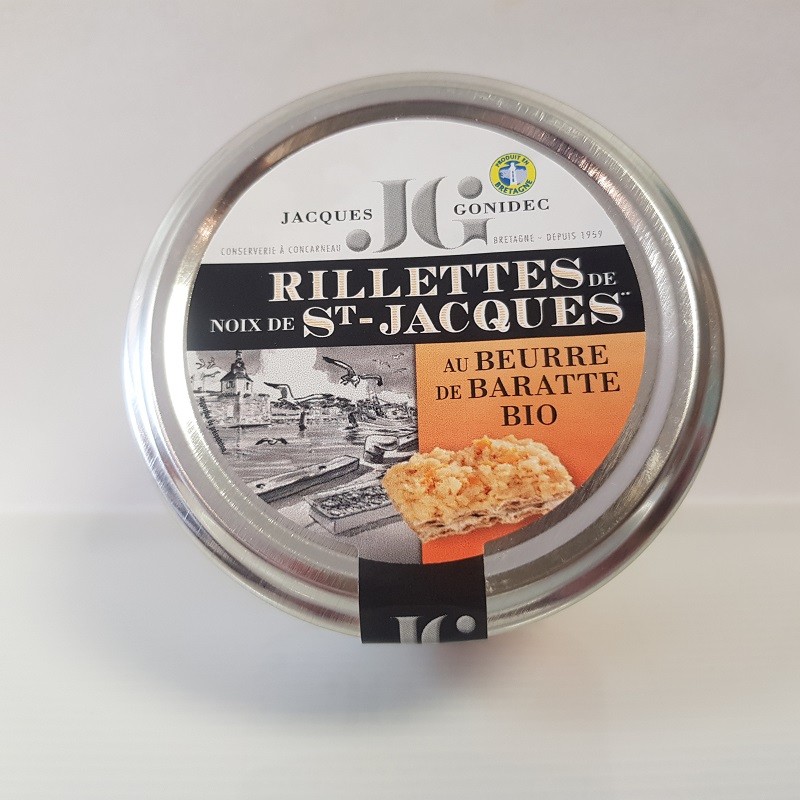 PRODUIT EN
BRETAGNE
JACQUES JG GONIDEC
CONSERVERIE À CONCARNEAU BRETAGNE - DEPUIS 1959
RILLETTES DE
NOIX DE ST-JACQUES**
AU BEURRE
DE BARATTE
BIO
JG